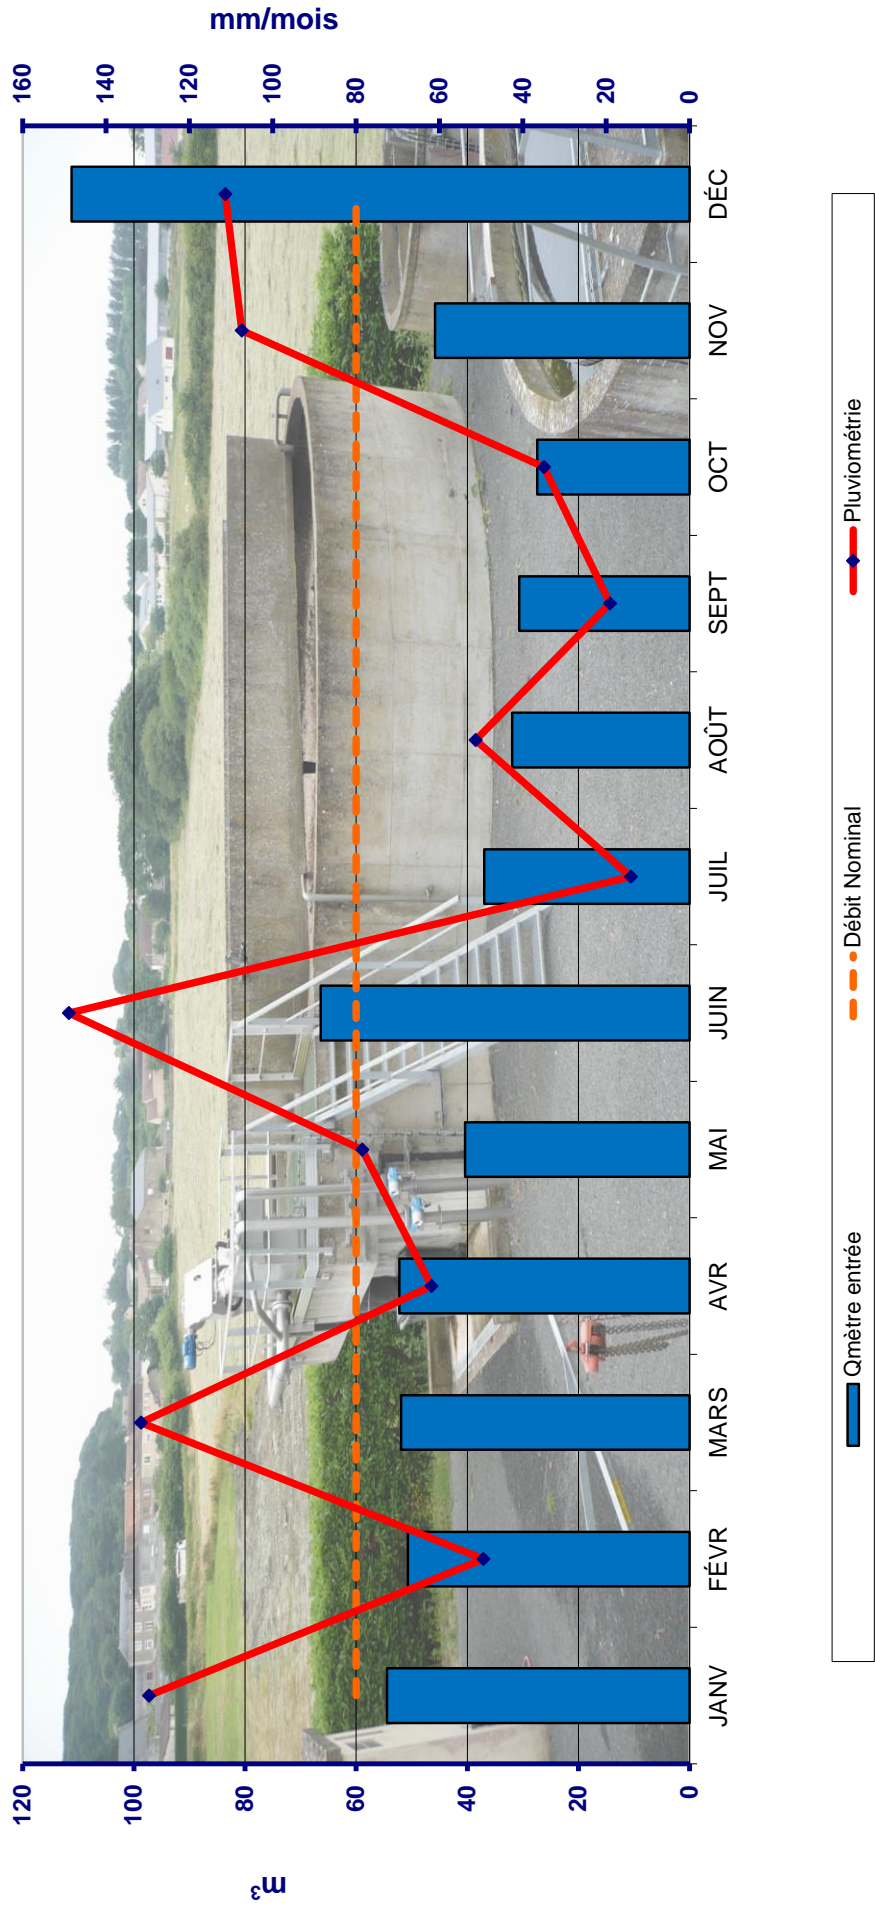 m³
mm/mois
120
100
80
60
40
20
0
160
140
120
100
80
60
40
20
0
JANV
FÉVR
MARS
AVR
MAI
JUIN
JUIL
AOÛT
SEPT
OCT
NOV
DÉC
Qmètre entrée
Débit Nominal
Pluviométrie